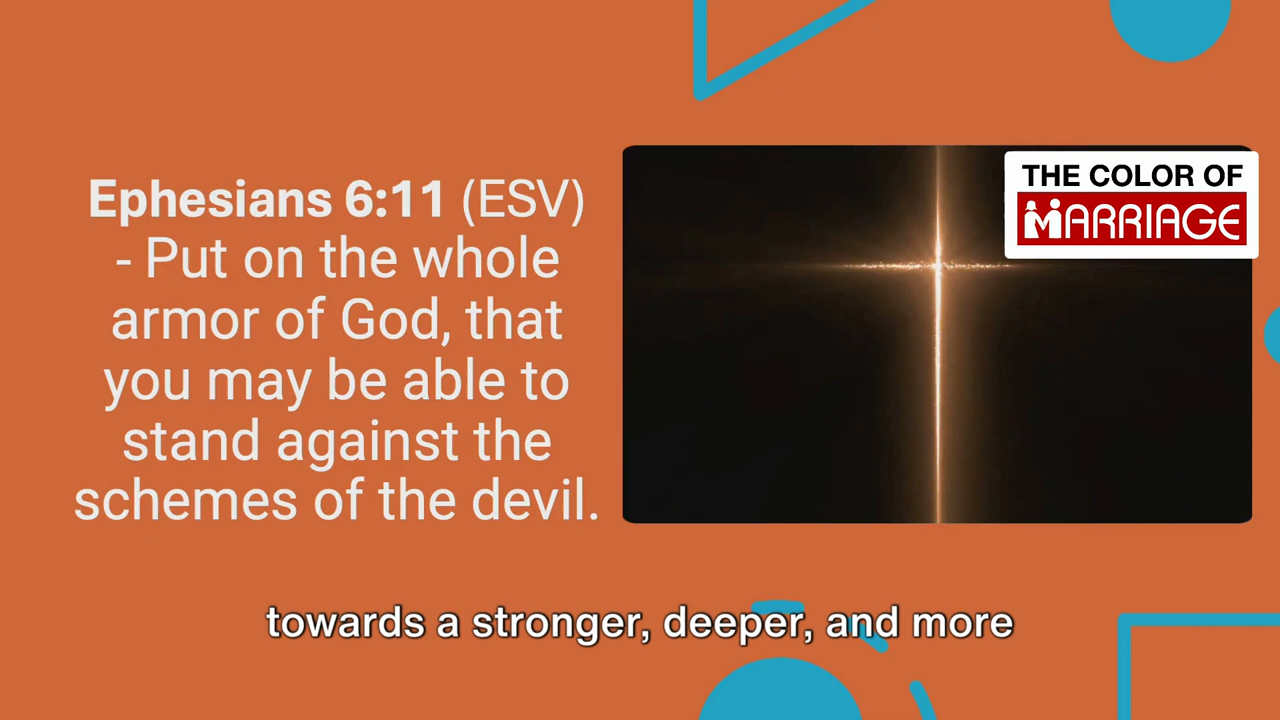 Ephesians 6:11 (ESV)
- Put on the whole
armor of God, that
you may be able to
stand against the
schemes of the devil.
THE COLOR OF
MARRIAGE
towards a stronger, deeper, and more